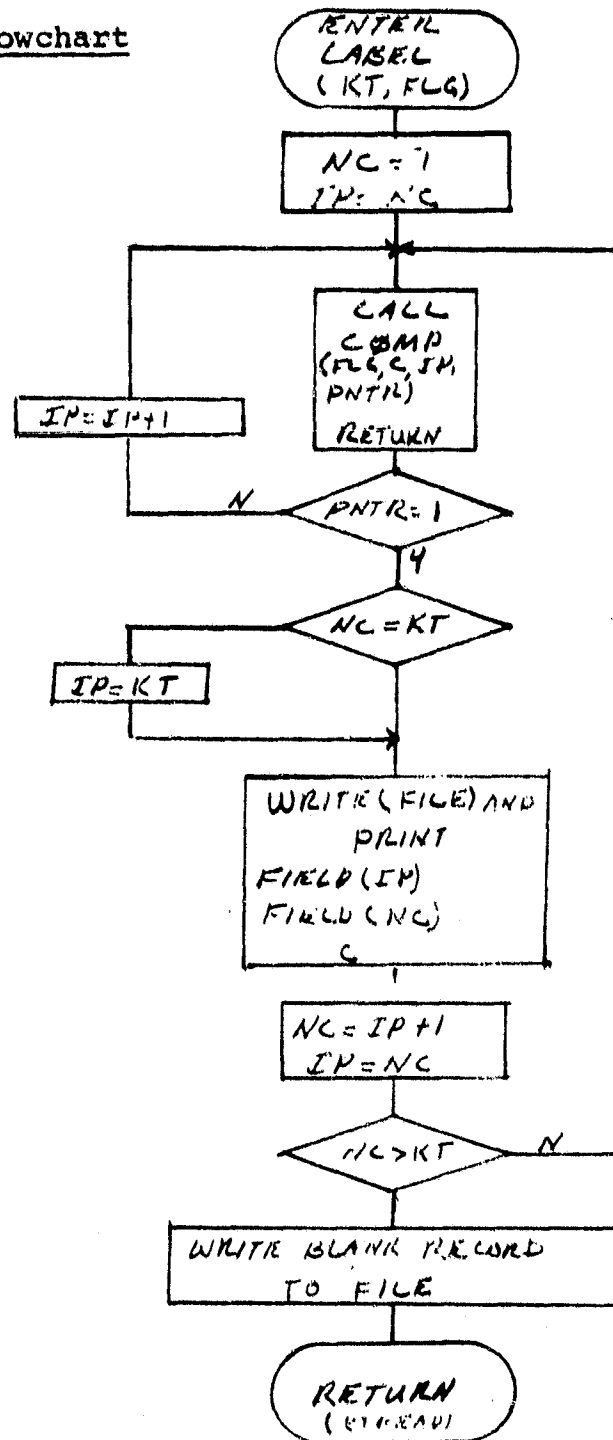 owchart
ENTER
LABEL
(KT, FLG)
NC = 1
IP = NC
CALL
COMP
(FLG, C, IP,
PNTR)
RETURN
IP = IP+1
N
PNTR = 1
Y
NC = KT
IP = KT
WRITE (FILE) AND
PRINT
FIELD (IP)
FIELD (NC)
C
NC = IP +1
IP = NC
NC > KT
N
WRITE BLANK RECORD
TO FILE
RETURN